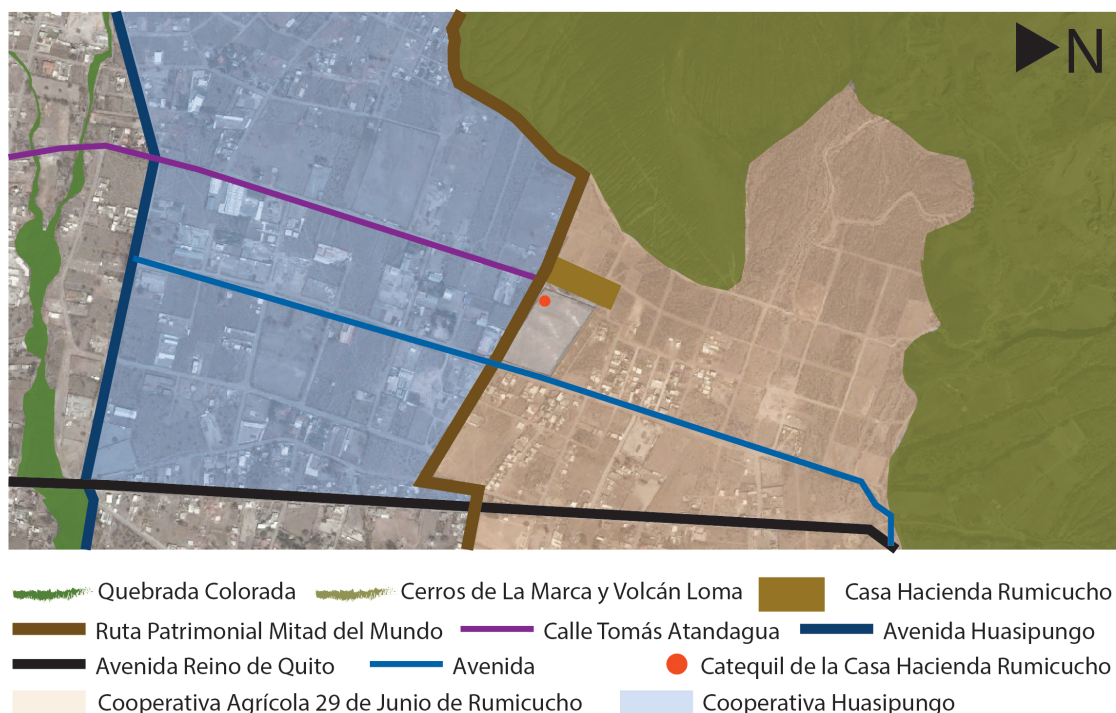 N
Quebrada Colorada Cerros de La Marca y Volcán Loma Casa Hacienda Rumicucho
Ruta Patrimonial Mitad del Mundo Calle Tomás Atandagua Avenida Huasipungo
Avenida Reino de Quito Avenida Catequil de la Casa Hacienda Rumicucho
Cooperativa Agrícola 29 de Junio de Rumicucho Cooperativa Huasipungo